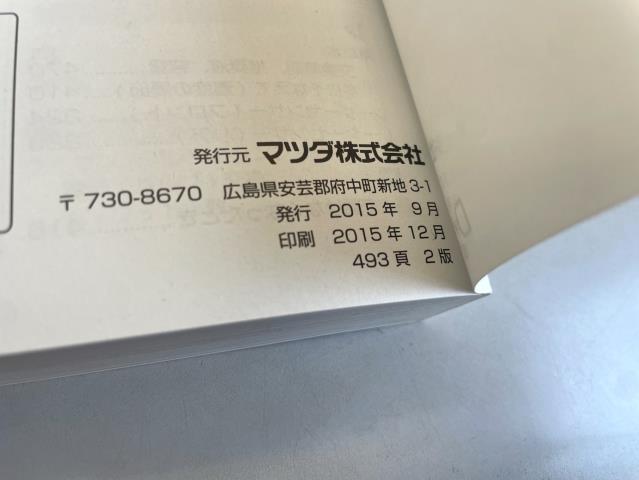 発行元 マツダ株式会社
〒730-8670 広島県安芸郡府中町新地3-1
発行 2015年 9月
印刷 2015年12月
493頁 2版